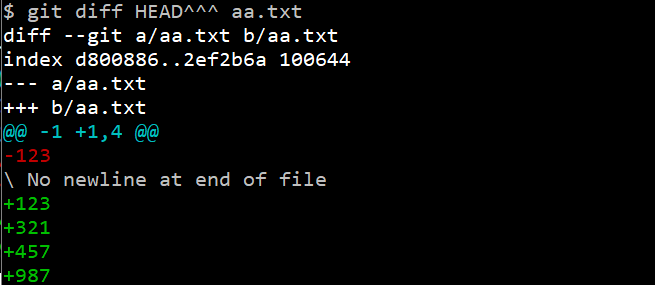 $ git diff HEAD^^^ aa.txt
diff --git a/aa.txt b/aa.txt
index d800886..2ef2b6a 100644
--- a/aa.txt
+++ b/aa.txt
@@ -1 +1,4 @@
-123
\ No newline at end of file
+123
+321
+457
+987